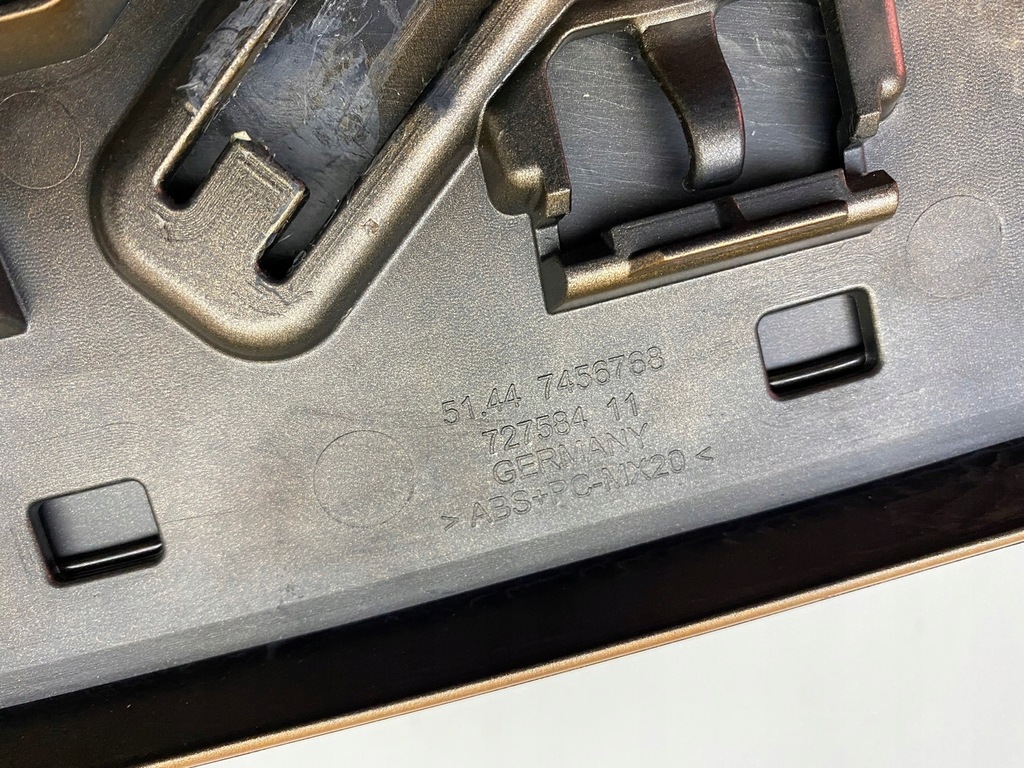 51.44 7456768
727584 11
GERMANY
> ABS+PC-MX20 <